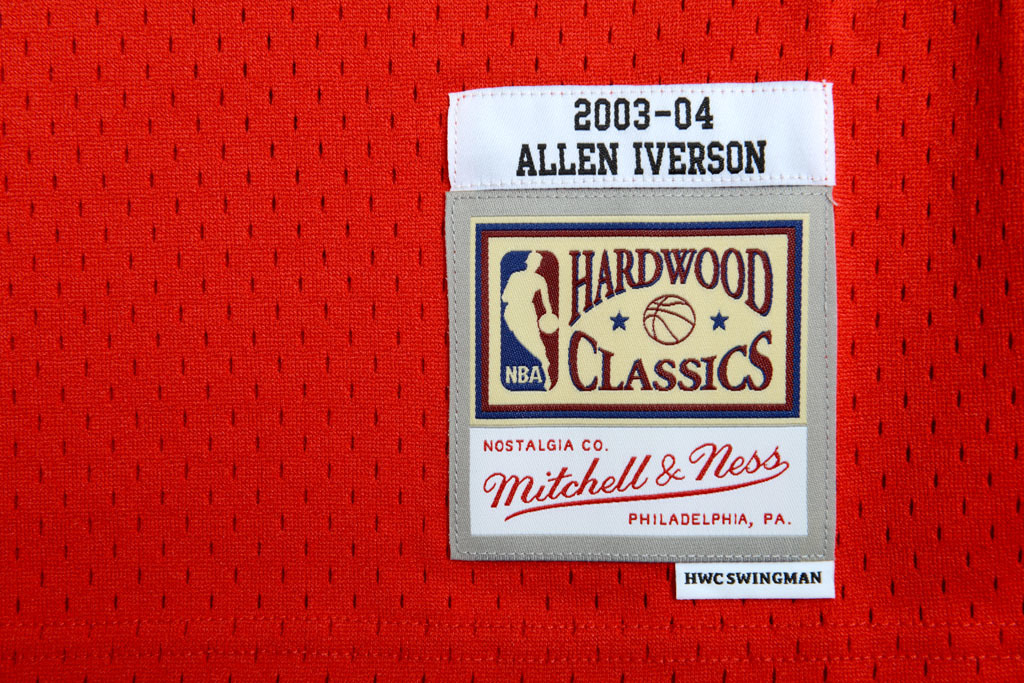 2003-04
ALLEN IVERSON
HARDWOOD
NBA
CLASSICS
NOSTALGIA CO.
Mitchell & Ness
PHILADELPHIA, PA.
HWC SWINGMAN